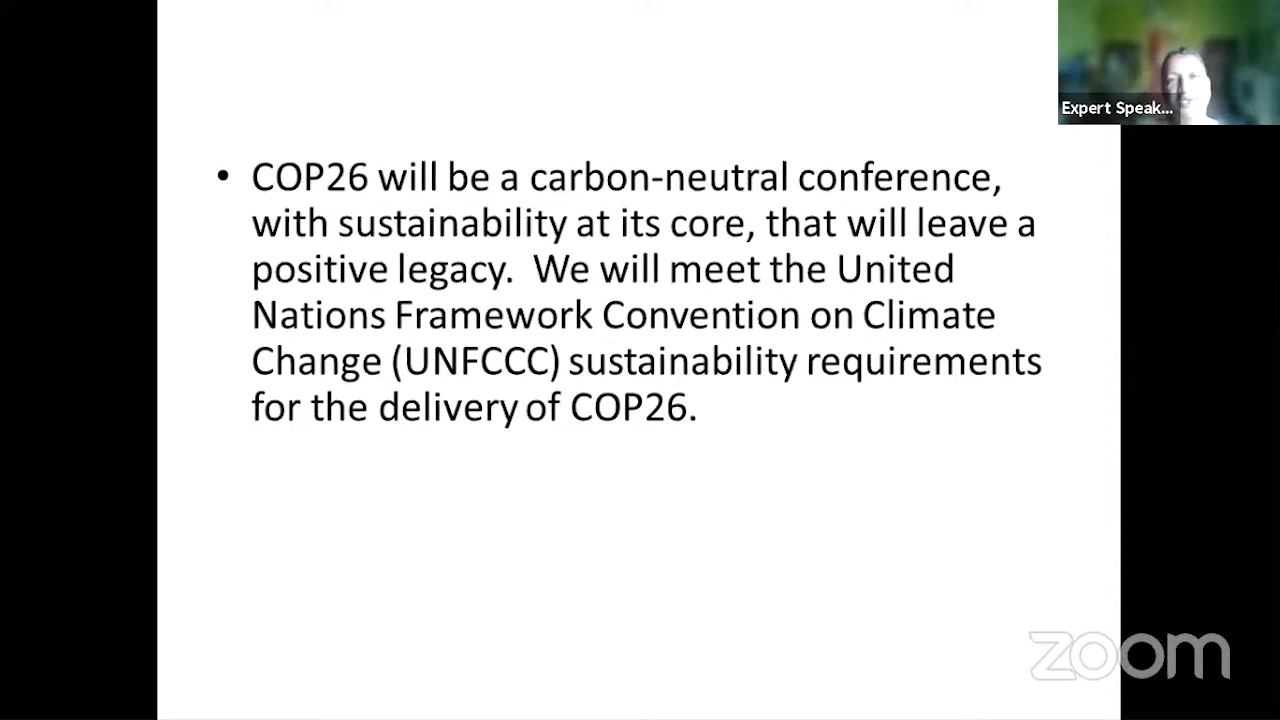 Expert Speak...
• COP26 will be a carbon-neutral conference,
with sustainability at its core, that will leave a
positive legacy.  We will meet the United
Nations Framework Convention on Climate
Change (UNFCCC) sustainability requirements
for the delivery of COP26.
zoom